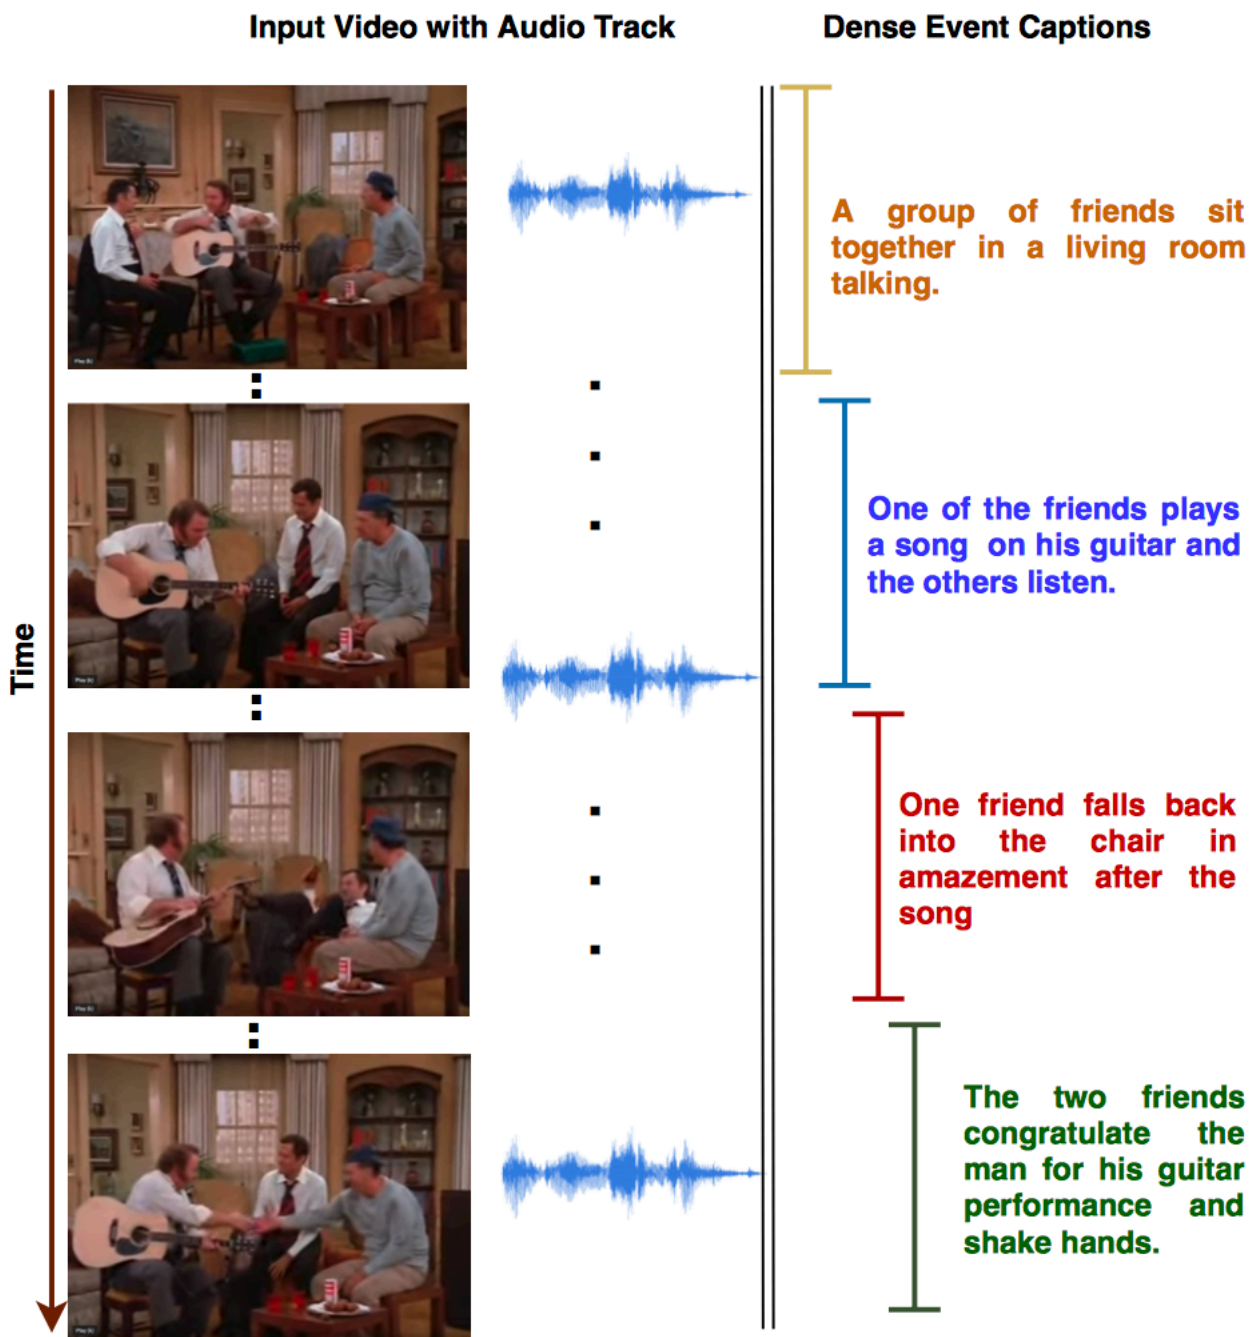 Input Video with Audio Track
Dense Event Captions
Time
A group of friends sit
together in a living room
talking.
One of the friends plays
a song on his guitar and
the others listen.
One friend falls back
into the chair in
amazement after the
song
The two friends
congratulate the
man for his guitar
performance and
shake hands.